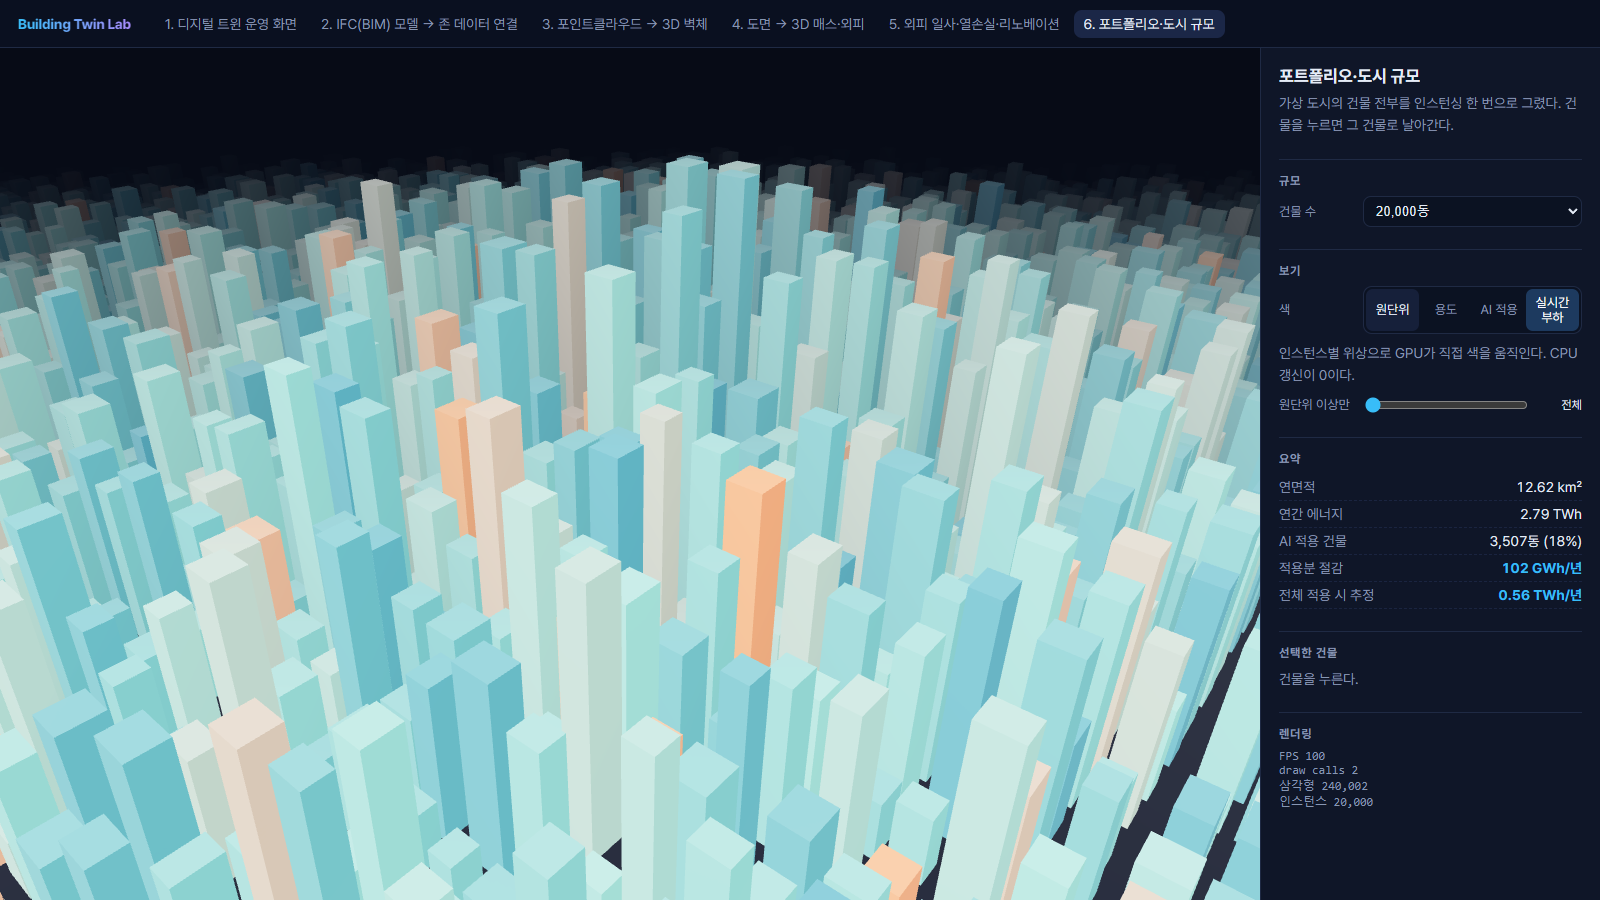 Building Twin Lab
1. 디지털 트윈 운영 화면
2. IFC(BIM) 모델 → 존 데이터 연결
3. 포인트클라우드 → 3D 벽체
4. 도면 → 3D 매스·외피
5. 외피 일사·열손실·리노베이션
6. 포트폴리오·도시 규모
포트폴리오·도시 규모
가상 도시의 건물 전부를 인스턴싱 한 번으로 그렸다. 건
물을 누르면 그 건물로 날아간다.
규모
건물 수
20,000동
보기
색
원단위
용도
AI 적용
실시간
부하
인스턴스별 위상으로 GPU가 직접 색을 움직인다. CPU
갱신이 0이다.
원단위 이상만
전체
요약
연면적 12.62 km²
연간 에너지 2.79 TWh
AI 적용 건물 3,507동 (18%)
적용분 절감 102 GWh/년
전체 적용 시 추정 0.56 TWh/년
선택한 건물
건물을 누른다.
렌더링
FPS 100
draw calls 2
삼각형 240,002
인스턴스 20,000